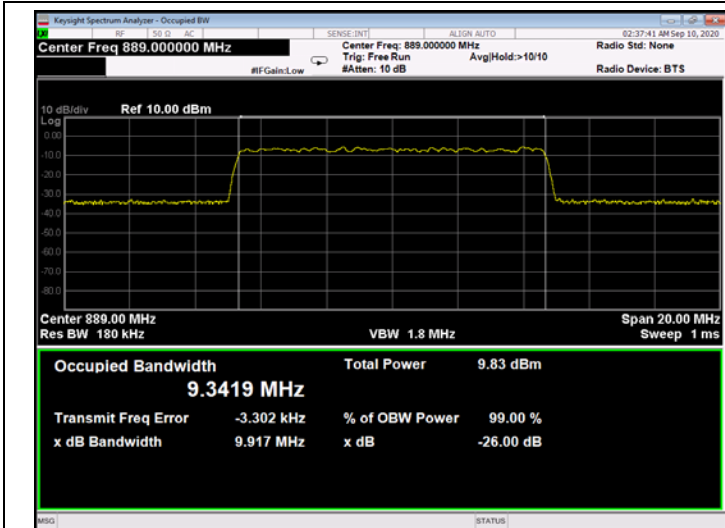 Keysight Spectrum Analyzer - Occupied BW
RF 50 Ω AC SENSE:INT ALIGN AUTO 02:37:41 AM Sep 10, 2020
Center Freq 889.000000 MHz Center Freq: 889.000000 MHz Radio Std: None
Trig: Free Run Avg|Hold:>10/10
#IFGain:Low #Atten: 10 dB Radio Device: BTS
10 dB/div Ref 10.00 dBm
Log
0.00
-10.0
-20.0
-30.0
-40.0
-50.0
-60.0
-70.0
-80.0
Center 889.00 MHz Span 20.00 MHz
Res BW 180 kHz VBW 1.8 MHz Sweep 1 ms
Occupied Bandwidth Total Power 9.83 dBm
9.3419 MHz
Transmit Freq Error -3.302 kHz % of OBW Power 99.00 %
x dB Bandwidth 9.917 MHz x dB -26.00 dB
MSG STATUS